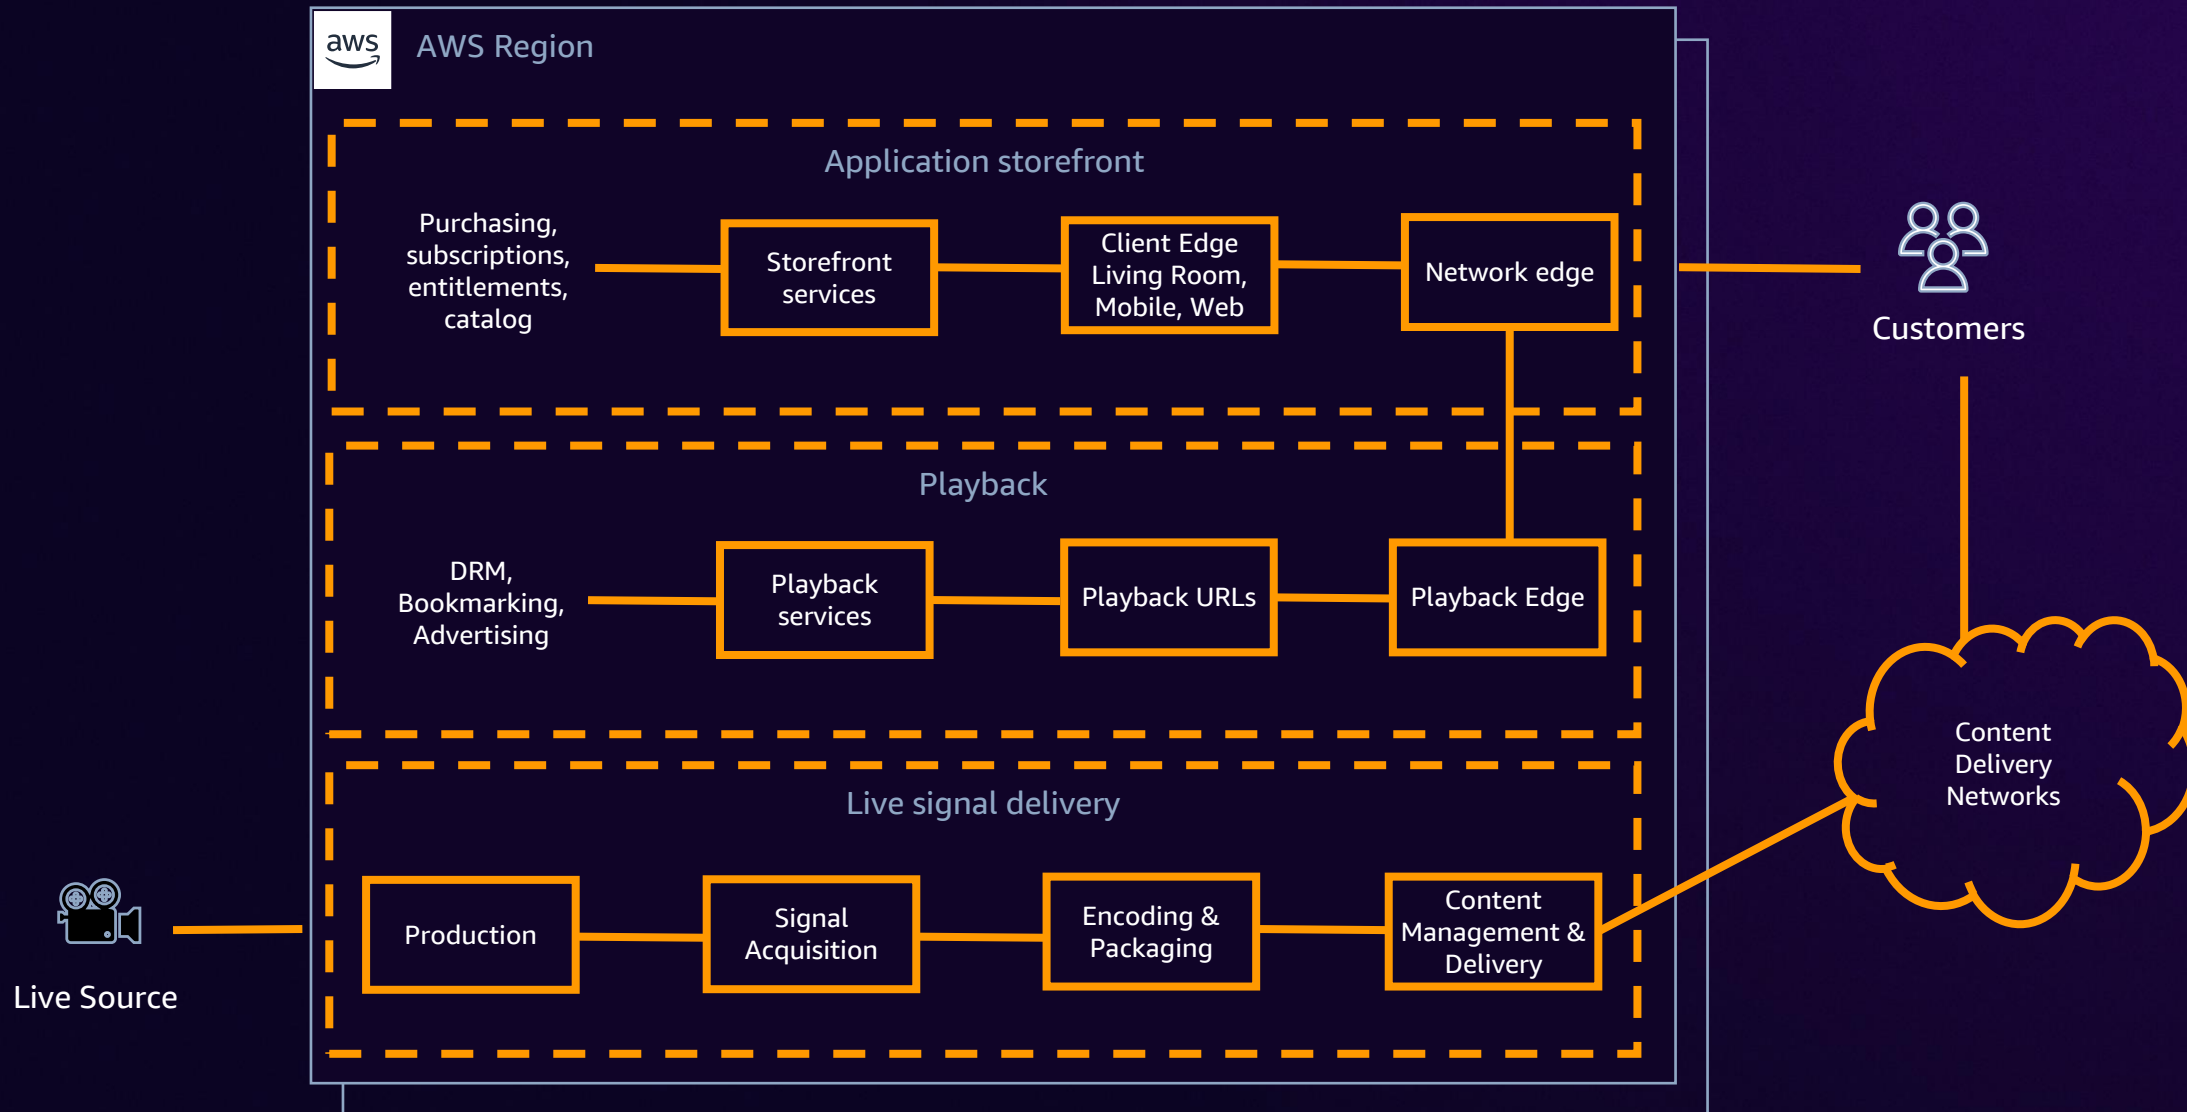 aws
AWS Region
Application storefront
Purchasing,
subscriptions,
entitlements,
catalog
Storefront
services
Client Edge
Living Room,
Mobile, Web
Network edge
Customers
Playback
DRM,
Bookmarking,
Advertising
Playback
services
Playback URLs
Playback Edge
Content
Delivery
Networks
Live signal delivery
Live Source
Production
Signal
Acquisition
Encoding &
Packaging
Content
Management &
Delivery